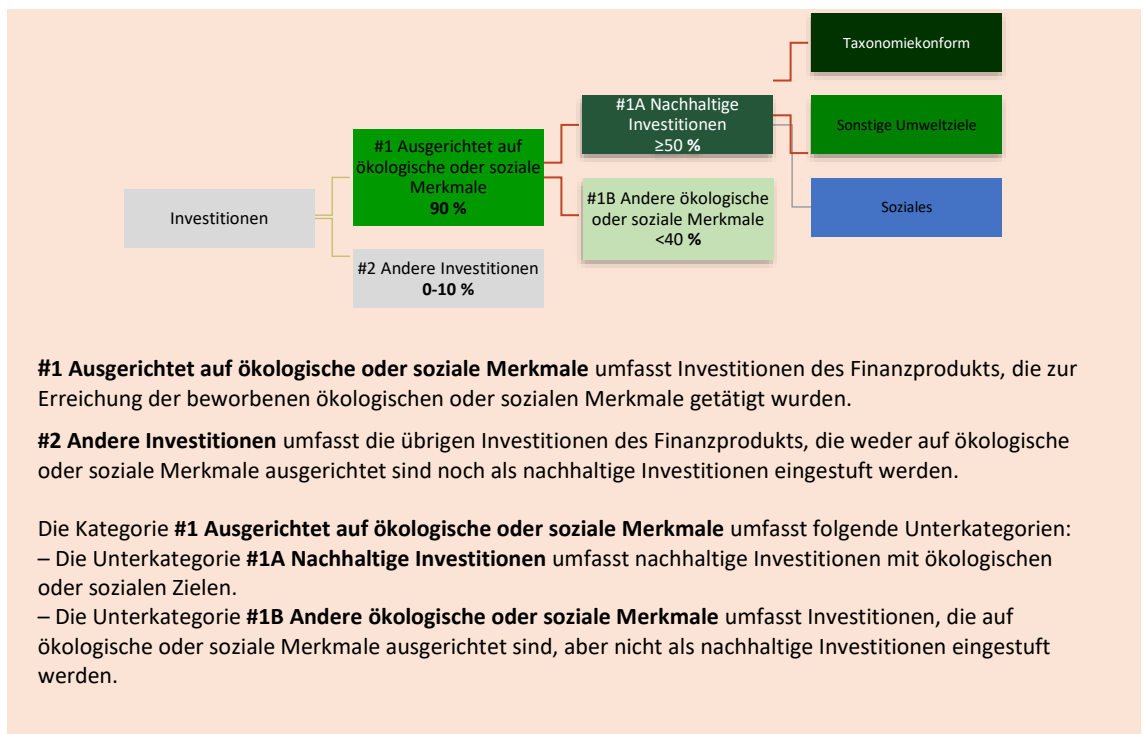 Taxonomiekonform
#1A Nachhaltige
Investitionen
≥50 %
Sonstige Umweltziele
#1 Ausgerichtet auf
ökologische oder soziale
Merkmale
90 %
#1B Andere ökologische
oder soziale Merkmale
<40 %
Soziales
Investitionen
#2 Andere Investitionen
0-10 %
#1 Ausgerichtet auf ökologische oder soziale Merkmale umfasst Investitionen des Finanzprodukts, die zur
Erreichung der beworbenen ökologischen oder sozialen Merkmale getätigt wurden.
#2 Andere Investitionen umfasst die übrigen Investitionen des Finanzprodukts, die weder auf ökologische
oder soziale Merkmale ausgerichtet sind noch als nachhaltige Investitionen eingestuft werden.
Die Kategorie #1 Ausgerichtet auf ökologische oder soziale Merkmale umfasst folgende Unterkategorien:
– Die Unterkategorie #1A Nachhaltige Investitionen umfasst nachhaltige Investitionen mit ökologischen
oder sozialen Zielen.
– Die Unterkategorie #1B Andere ökologische oder soziale Merkmale umfasst Investitionen, die auf
ökologische oder soziale Merkmale ausgerichtet sind, aber nicht als nachhaltige Investitionen eingestuft
werden.